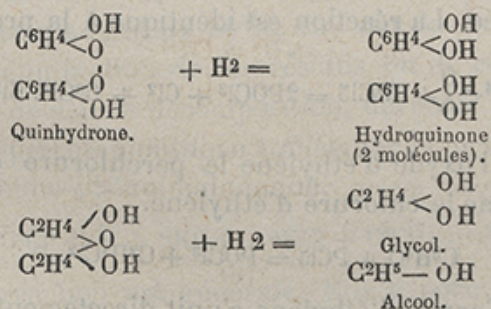 C⁶H⁴<OH
O
+ H² =
C⁶H⁴<O
OH
Quinhydrone.
C⁶H⁴<OH
OH
C⁶H⁴<OH
OH
Hydroquinone
(2 molécules).
C²H⁴/OH
>O
C²H⁴\OH
+ H 2 =
C² H⁴<OH
OH
Glycol.
C²H⁵— OH
Alcool.